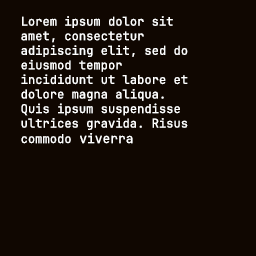 Lorem ipsum dolor sit
amet, consectetur
adipiscing elit, sed do
eiusmod tempor
incididunt ut labore et
dolore magna aliqua.
Quis ipsum suspendisse
ultrices gravida. Risus
commodo viverra